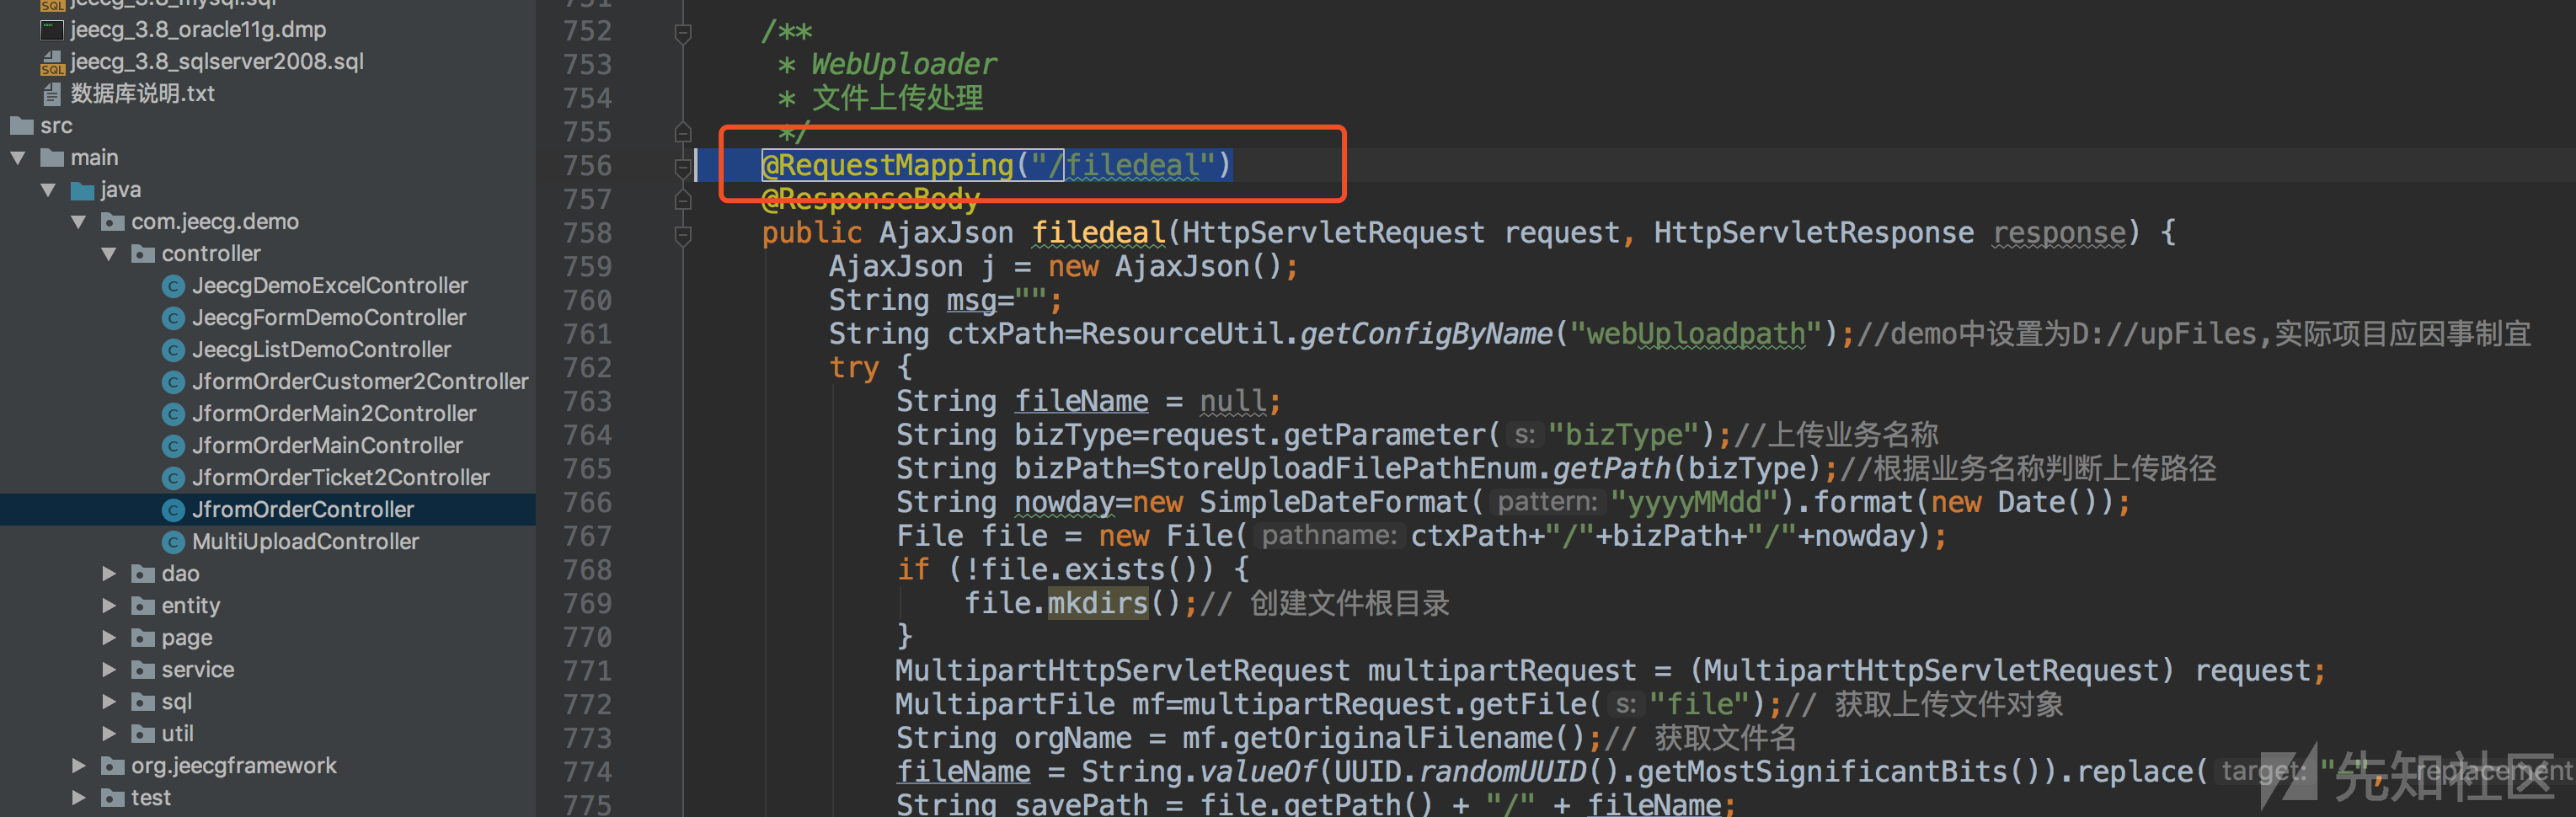 jeecg_3.8_mysql.sql
jeecg_3.8_oracle11g.dmp
jeecg_3.8_sqlserver2008.sql
数据库说明.txt
src
main
java
com.jeecg.demo
controller
JeecgDemoExcelController
JeecgFormDemoController
JeecgListDemoController
JformOrderCustomer2Controller
JformOrderMain2Controller
JformOrderMainController
JformOrderTicket2Controller
JfromOrderController
MultiUploadController
dao
entity
page
service
sql
util
org.jeecgframework
test
751
752 /**
753 * WebUploader
754 * 文件上传处理
755 */
756 @RequestMapping("/filedeal")
757 @ResponseBody
758 public AjaxJson filedeal(HttpServletRequest request, HttpServletResponse response) {
759 AjaxJson j = new AjaxJson();
760 String msg="";
761 String ctxPath=ResourceUtil.getConfigByName("webUploadpath");//demo中设置为D://upFiles,实际项目应因事制宜
762 try {
763 String fileName = null;
764 String bizType=request.getParameter( s: "bizType");//上传业务名称
765 String bizPath=StoreUploadFilePathEnum.getPath(bizType);//根据业务名称判断上传路径
766 String nowday=new SimpleDateFormat( pattern: "yyyyMMdd").format(new Date());
767 File file = new File( pathname: ctxPath+"/"+bizPath+"/"+nowday);
768 if (!file.exists()) {
769 file.mkdirs();// 创建文件根目录
770 }
771 MultipartHttpServletRequest multipartRequest = (MultipartHttpServletRequest) request;
772 MultipartFile mf=multipartRequest.getFile( s: "file");// 获取上传文件对象
773 String orgName = mf.getOriginalFilename();// 获取文件名
774 fileName = String.valueOf(UUID.randomUUID().getMostSignificantBits()).replace( target: "-", replacement
775 String savePath = file.getPath() + "/" + fileName;
先知社区